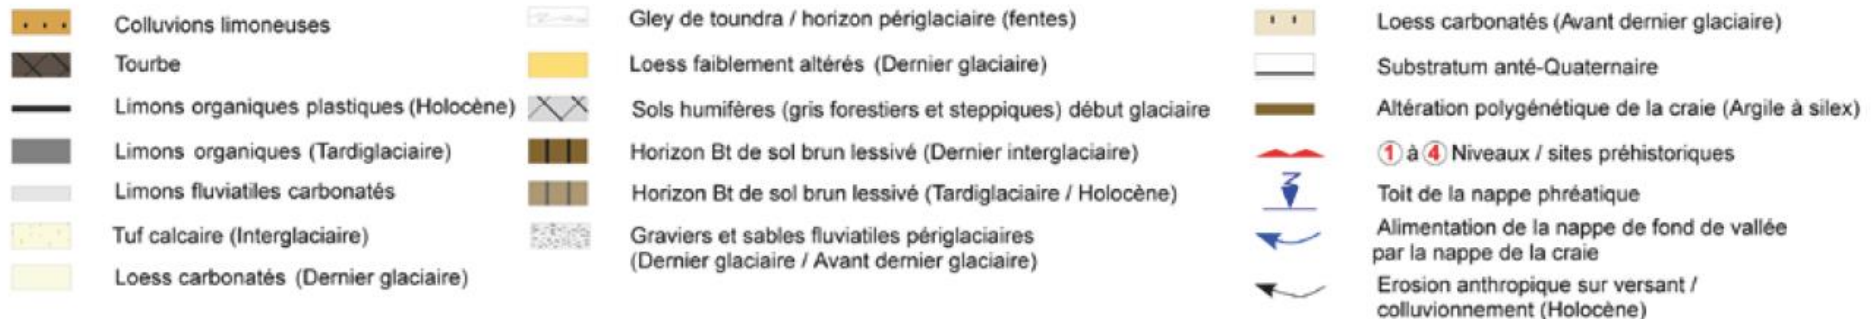 Colluvions limoneuses
Tourbe
Limons organiques plastiques (Holocène)
Limons organiques (Tardiglaciaire)
Limons fluviatiles carbonatés
Tuf calcaire (Interglaciaire)
Loess carbonatés (Dernier glaciaire)
Gley de toundra / horizon périglaciaire (fentes)
Loess faiblement altérés (Dernier glaciaire)
Sols humifères (gris forestiers et steppiques) début glaciaire
Horizon Bt de sol brun lessivé (Dernier interglaciaire)
Horizon Bt de sol brun lessivé (Tardiglaciaire / Holocène)
Graviers et sables fluviatiles périglaciaires
(Dernier glaciaire / Avant dernier glaciaire)
Loess carbonatés (Avant dernier glaciaire)
Substratum anté-Quaternaire
Altération polygénétique de la craie (Argile à silex)
1 à 4 Niveaux / sites préhistoriques
Toit de la nappe phréatique
Alimentation de la nappe de fond de vallée
par la nappe de la craie
Erosion anthropique sur versant /
colluvionnement (Holocène)